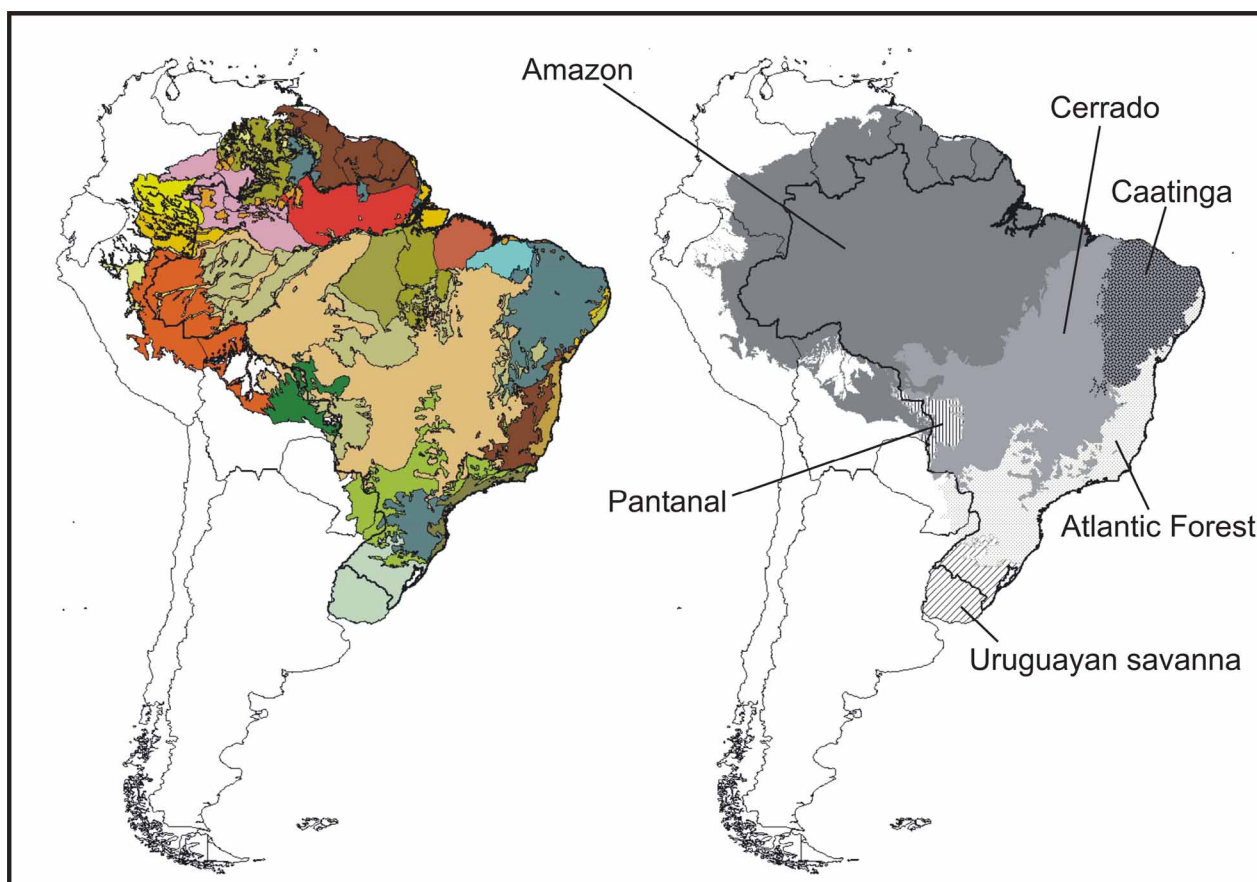 Amazon
Cerrado
Caatinga
Pantanal
Atlantic Forest
Uruguayan savanna